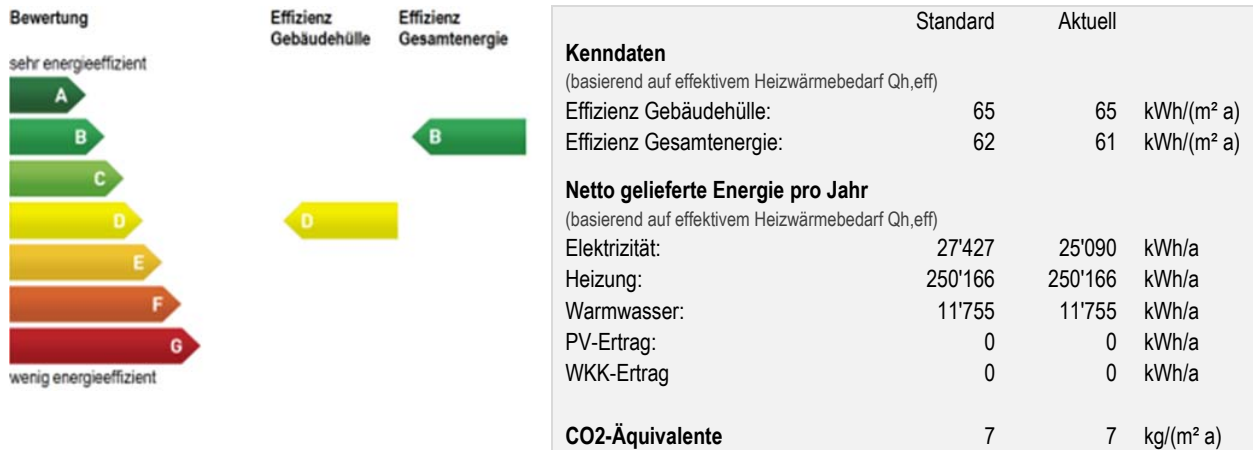 Bewertung
Effizienz Gebäudehülle
Effizienz Gesamtenergie
sehr energieeffizient
A
B
C
D
E
F
G
wenig energieeffizient
D
B
Standard Aktuell
Kenndaten
(basierend auf effektivem Heizwärmebedarf Qh,eff)
Effizienz Gebäudehülle: 65 65 kWh/(m² a)
Effizienz Gesamtenergie: 62 61 kWh/(m² a)
Netto gelieferte Energie pro Jahr
(basierend auf effektivem Heizwärmebedarf Qh,eff)
Elektrizität: 27'427 25'090 kWh/a
Heizung: 250'166 250'166 kWh/a
Warmwasser: 11'755 11'755 kWh/a
PV-Ertrag: 0 0 kWh/a
WKK-Ertrag 0 0 kWh/a
CO2-Äquivalente 7 7 kg/(m² a)